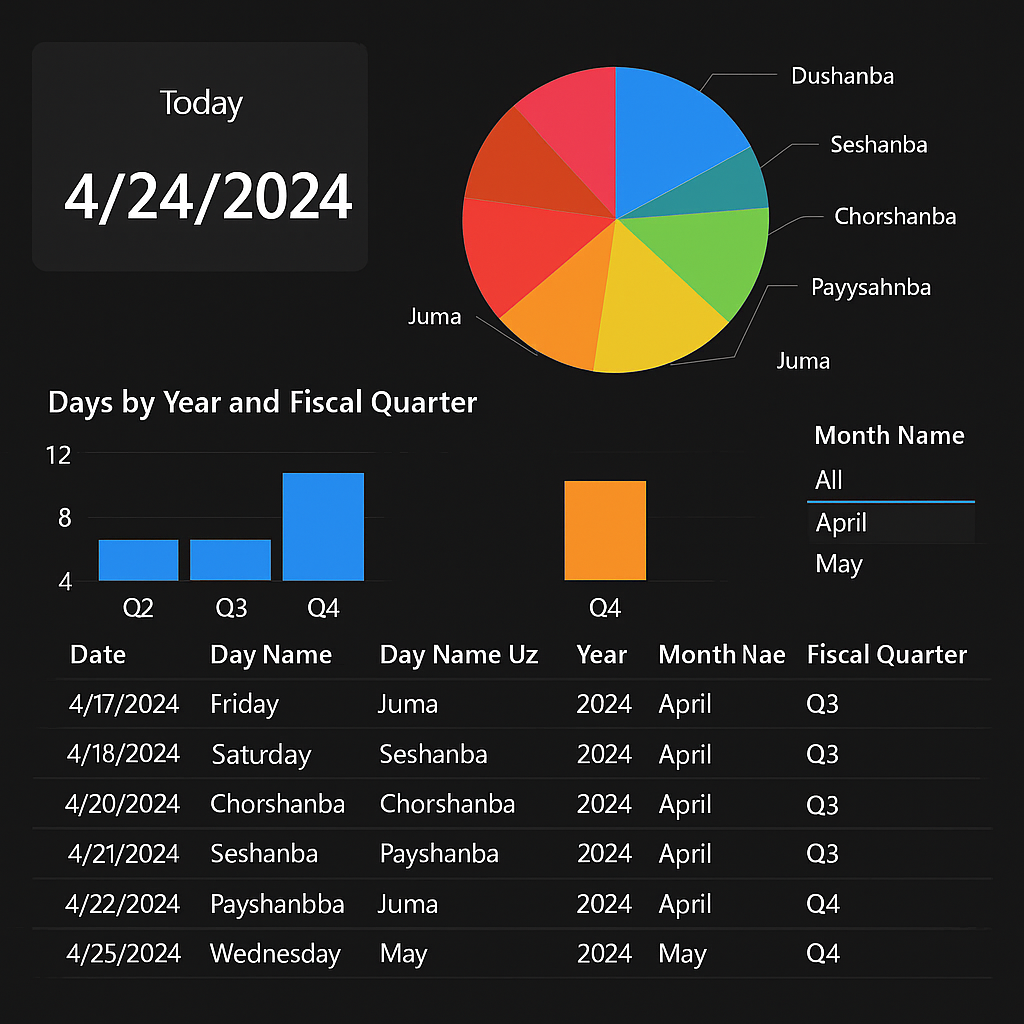 Today
4/24/2024
Dushanba
Seshanba
Chorshanba
Payysahnba
Juma
Juma
Days by Year and Fiscal Quarter
12
8
4
Q2 Q3 Q4 Q4
Month Name
All
April
May
Date Day Name Day Name Uz Year Month Nae Fiscal Quarter
4/17/2024 Friday Juma 2024 April Q3
4/18/2024 Saturday Seshanba 2024 April Q3
4/20/2024 Chorshanba Chorshanba 2024 April Q3
4/21/2024 Seshanba Payshanba 2024 April Q3
4/22/2024 Payshanbba Juma 2024 April Q4
4/25/2024 Wednesday May 2024 May Q4